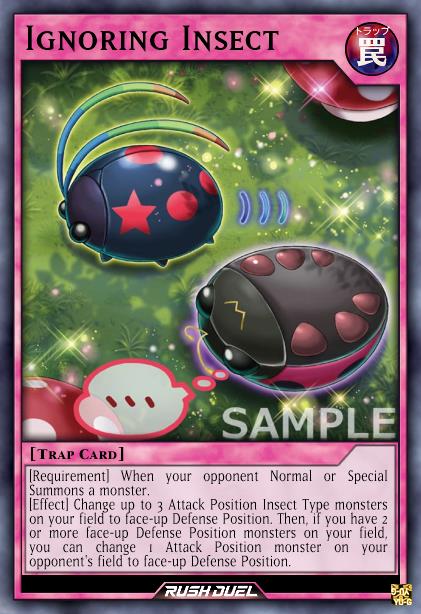 Ignoring Insect
トラップ
罠
SAMPLE
[Trap Card]
[Requirement] When your opponent Normal or Special
Summons a monster.
[Effect] Change up to 3 Attack Position Insect Type monsters
on your field to face-up Defense Position. Then, if you have 2
or more face-up Defense Position monsters on your field,
you can change 1 Attack Position monster on your
opponent's field to face-up Defense Position.
RUSH DUEL